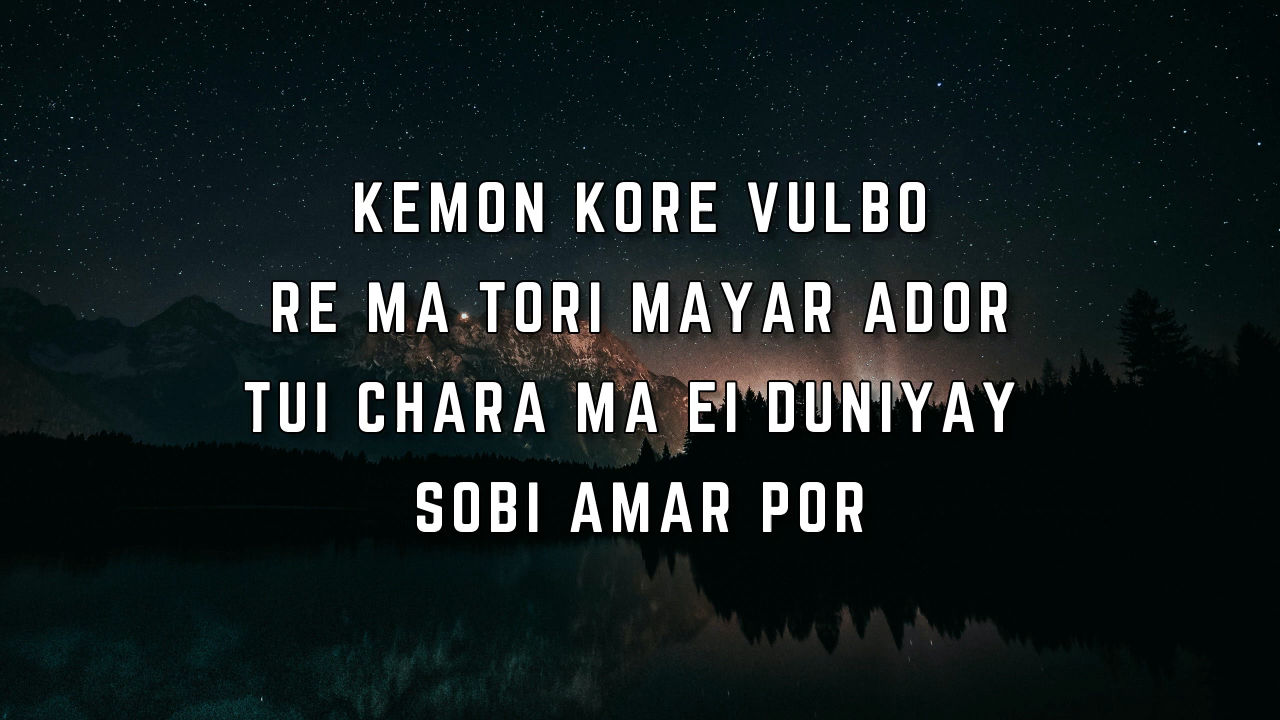 KEMON KORE VULBO
RE MA TORI MAYAR ADOR
TUI CHARA MA EI DUNIYAY
SOBI AMAR POR